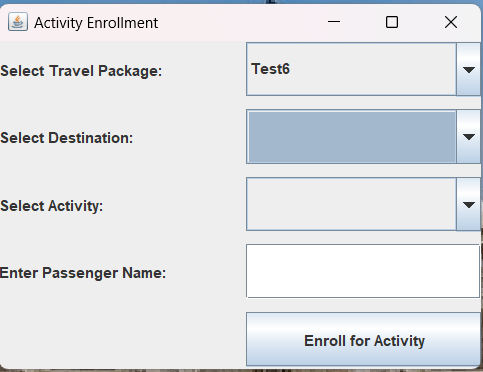 Activity Enrollment
Select Travel Package:
Test6
Select Destination:
Select Activity:
Enter Passenger Name:
Enroll for Activity